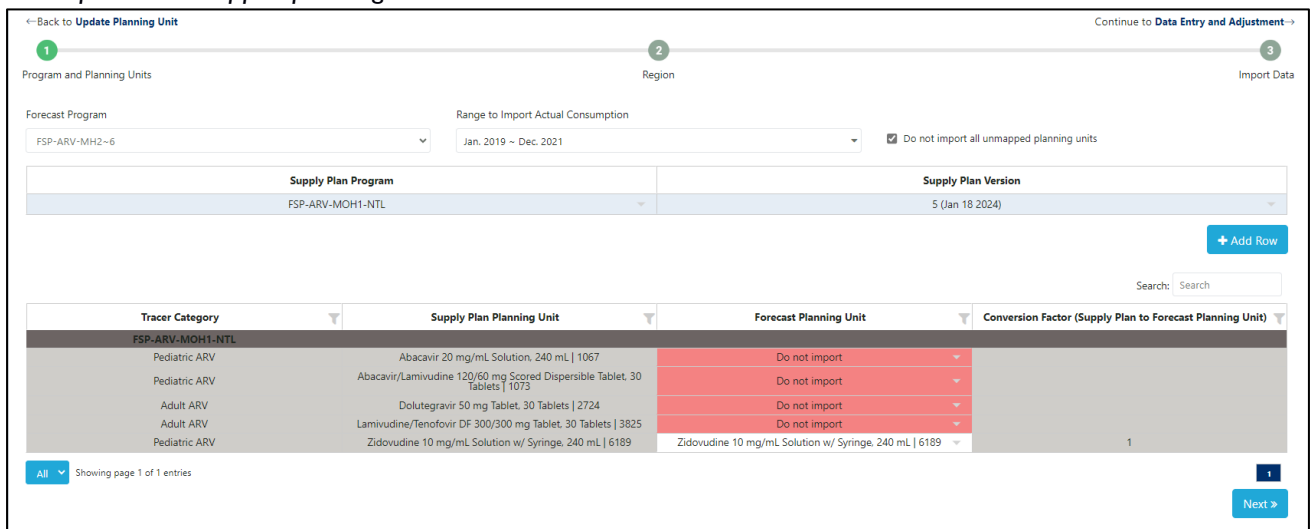 ←Back to Update Planning Unit
Continue to Data Entry and Adjustment→
1
2
3
Program and Planning Units
Region
Import Data
Forecast Program
Range to Import Actual Consumption
FSP-ARV-MH2~6
Jan. 2019 ~ Dec. 2021
Do not import all unmapped planning units
Supply Plan Program
Supply Plan Version
FSP-ARV-MOH1-NTL
5 (Jan 18 2024)
+ Add Row
Search: Search
Tracer Category
Supply Plan Planning Unit
Forecast Planning Unit
Conversion Factor (Supply Plan to Forecast Planning Unit)
FSP-ARV-MOH1-NTL
Pediatric ARV
Abacavir 20 mg/mL Solution, 240 mL | 1067
Do not import
Pediatric ARV
Abacavir/Lamivudine 120/60 mg Scored Dispersible Tablet, 30
Tablets | 1073
Do not import
Adult ARV
Dolutegravir 50 mg Tablet, 30 Tablets | 2724
Do not import
Adult ARV
Lamivudine/Tenofovir DF 300/300 mg Tablet, 30 Tablets | 3825
Do not import
Pediatric ARV
Zidovudine 10 mg/mL Solution w/ Syringe, 240 mL | 6189
Zidovudine 10 mg/mL Solution w/ Syringe, 240 mL | 6189
1
All
Showing page 1 of 1 entries
1
Next »